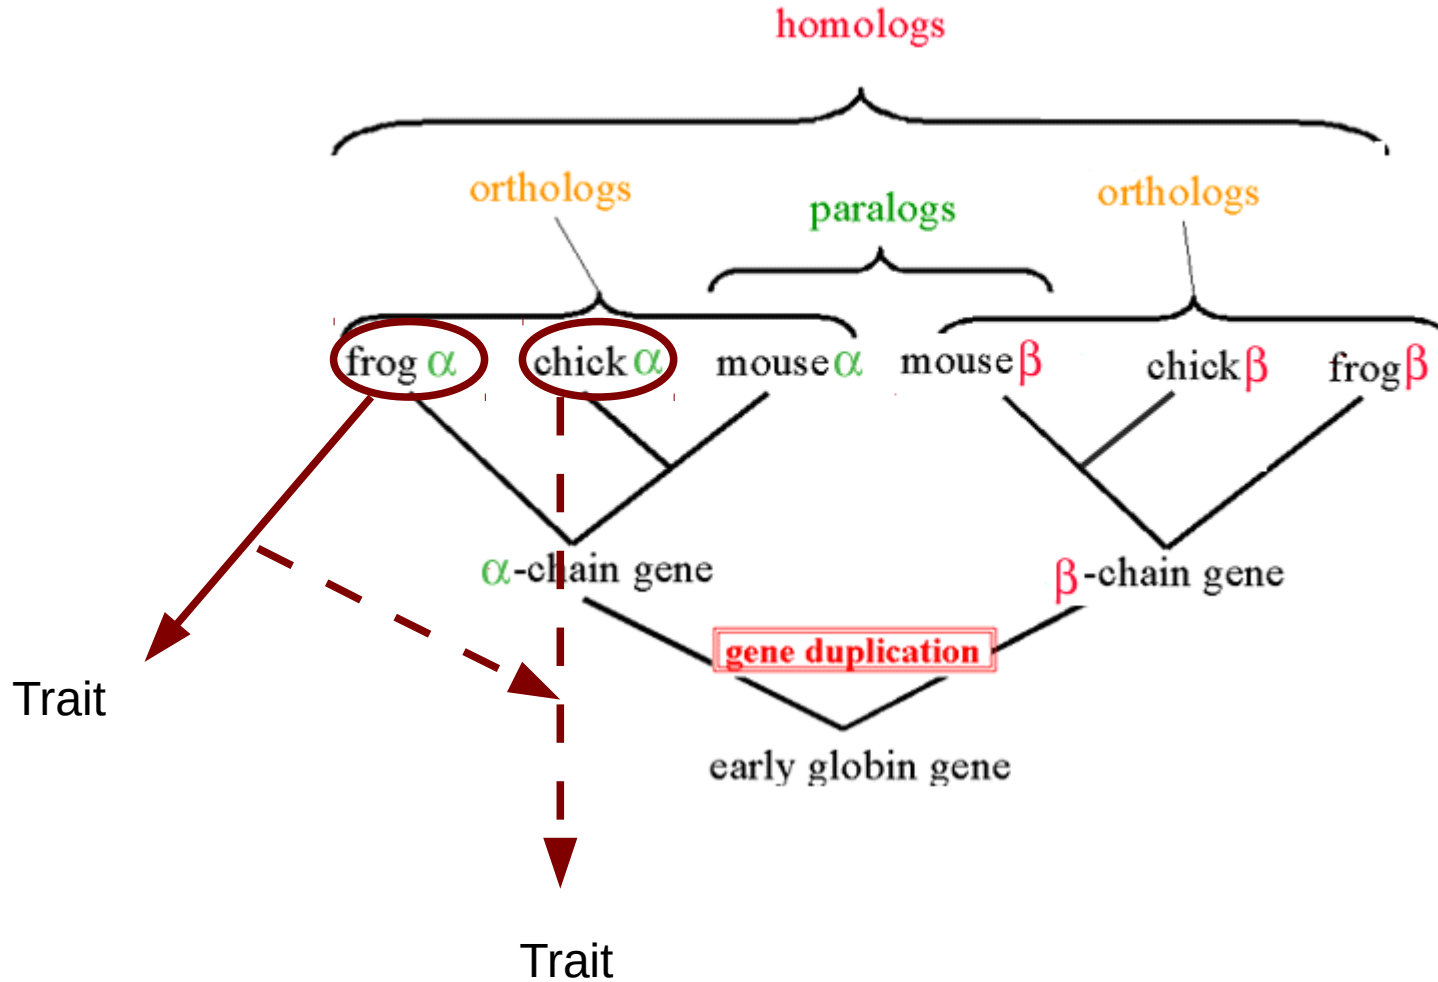 homologs
orthologs
paralogs
orthologs
frog α
chick α
mouse α
mouse β
chick β
frog β
α-chain gene
β-chain gene
gene duplication
Trait
early globin gene
Trait